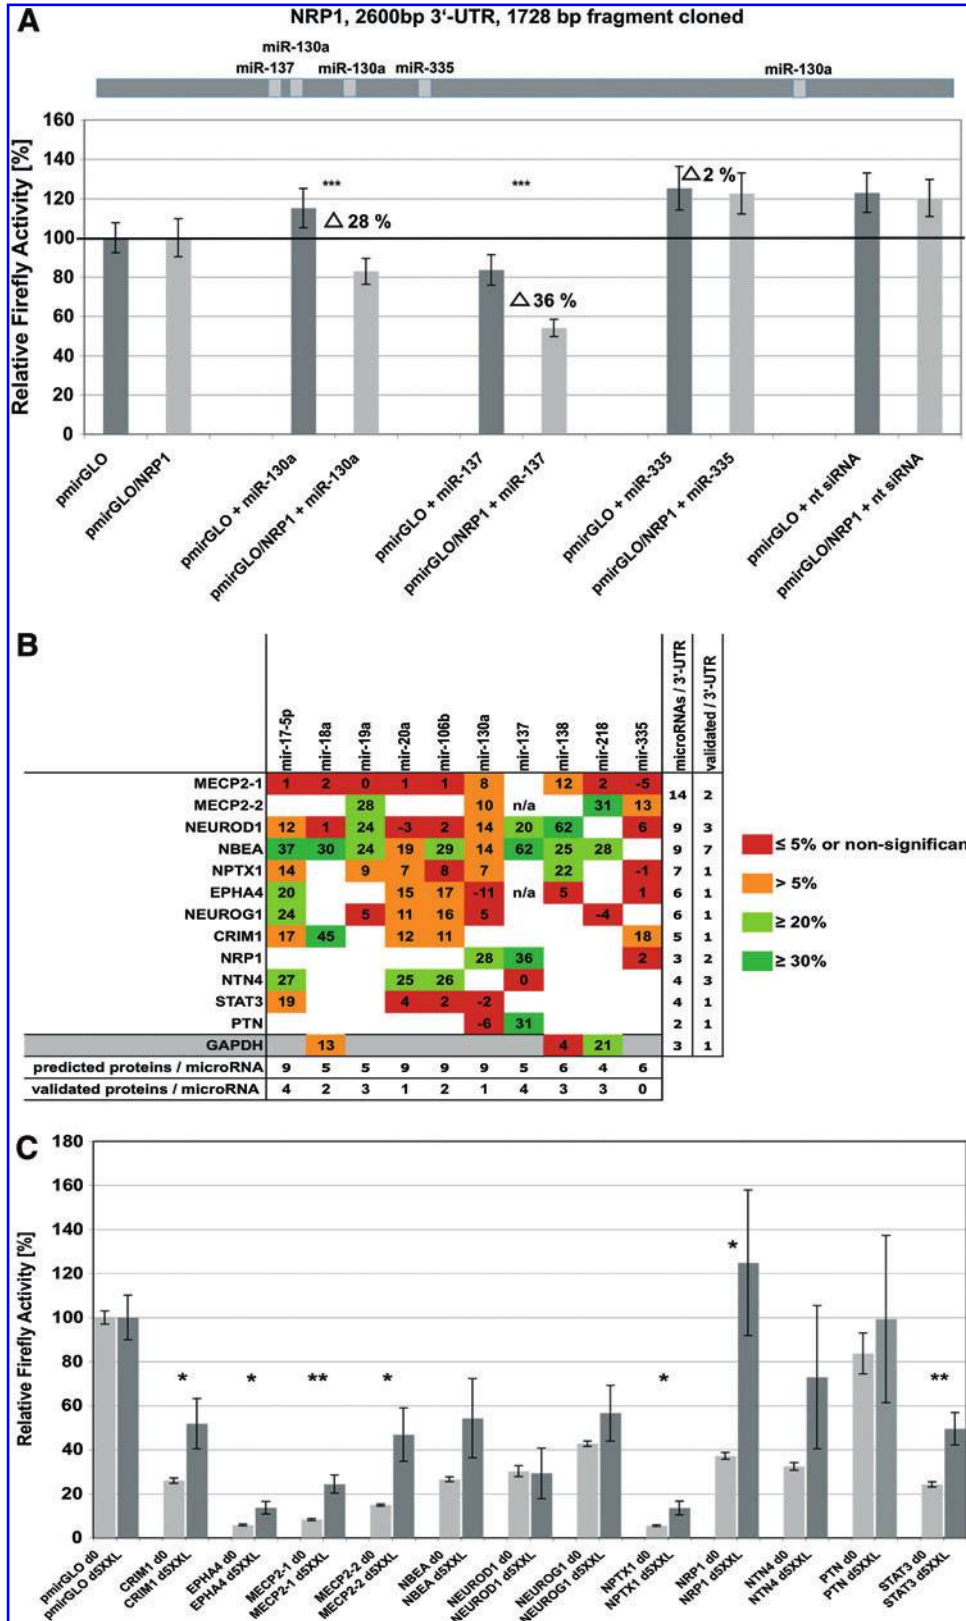 A
NRP1, 2600bp 3'-UTR, 1728 bp fragment cloned
miR-130a
miR-137 miR-130a miR-335 miR-130a
Relative Firefly Activity [%]
160
140
120
100
80
60
40
20
0
*** *** △ 2 %
△ 28 %
△ 36 %
pmirGLO
pmirGLO/NRP1
pmirGLO + miR-130a
pmirGLO/NRP1 + miR-130a
pmirGLO + miR-137
pmirGLO/NRP1 + miR-137
pmirGLO + miR-335
pmirGLO/NRP1 + miR-335
pmirGLO + nt siRNA
pmirGLO/NRP1 + nt siRNA
B
mir-17-5p mir-18a mir-19a mir-20a mir-106b mir-130a mir-137 mir-138 mir-218 mir-335 microRNAs / 3'-UTR validated / 3'-UTR
MECP2-1 1 2 0 1 1 8 12 2 -5
14 2
MECP2-2 28 10 n/a 31 13
NEUROD1 12 1 24 -3 2 14 20 62 6 9 3
NBEA 37 30 24 19 29 14 62 25 28 9 7
NPTX1 14 9 7 8 7 22 -1 7 1
EPHA4 20 15 17 -11 n/a 5 1 6 1
NEUROG1 24 5 11 16 5 -4 6 1
CRIM1 17 45 12 11 18 5 1
NRP1 28 36 2 3 2
NTN4 27 25 26 0 4 3
STAT3 19 4 2 -2 4 1
PTN -6 31 2 1
GAPDH 13 4 21 3 1
predicted proteins / microRNA 9 5 5 9 9 9 5 6 4 6
validated proteins / microRNA 4 2 3 1 2 1 4 3 3 0
≤ 5% or non-significan
> 5%
≥ 20%
≥ 30%
C
Relative Firefly Activity [%]
180
160
140
120
100
80
60
40
20
0
* * ** * * * **
pmirGLO d0
pmirGLO d5XXL
CRIM1 d0
CRIM1 d5XXL
EPHA4 d0
EPHA4 d5XXL
MECP2-1 d0
MECP2-1 d5XXL
MECP2-2 d0
MECP2-2 d5XXL
NBEA d0
NBEA d5XXL
NEUROD1 d0
NEUROD1 d5XXL
NEUROG1 d0
NEUROG1 d5XXL
NPTX1 d0
NPTX1 d5XXL
NRP1 d0
NRP1 d5XXL
NTN4 d0
NTN4 d5XXL
PTN d0
PTN d5XXL
STAT3 d0
STAT3 d5XXL